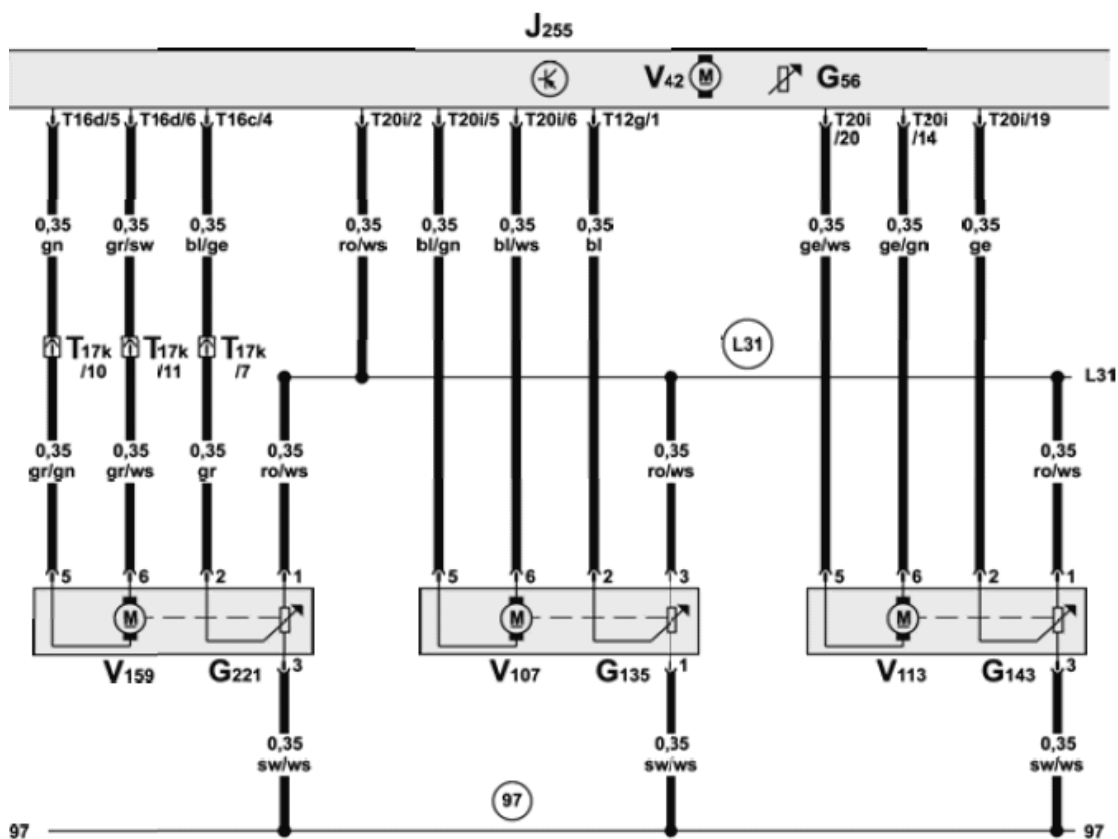 J255
V42 M G56
T16d/5 T16d/6 T16c/4 T20i/2 T20i/5 T20i/6 T12g/1 T20i/20 T20i/14 T20i/19
0,35 0,35 0,35 0,35 0,35 0,35 0,35 0,35 0,35 0,35
gn gr/sw bl/ge ro/ws bl/gn bl/ws bl ge/ws ge/gn ge
T17k/10 T17k/11 T17k/7 L31 L31
0,35 0,35 0,35 0,35 0,35 0,35
gr/gn gr/ws gr ro/ws ro/ws ro/ws
5 6 2 1 5 6 2 3 5 6 2 1
M M M
V159 G221 3 V107 G135 1 V113 G143 3
0,35 0,35 0,35
sw/ws sw/ws sw/ws
97
97 97